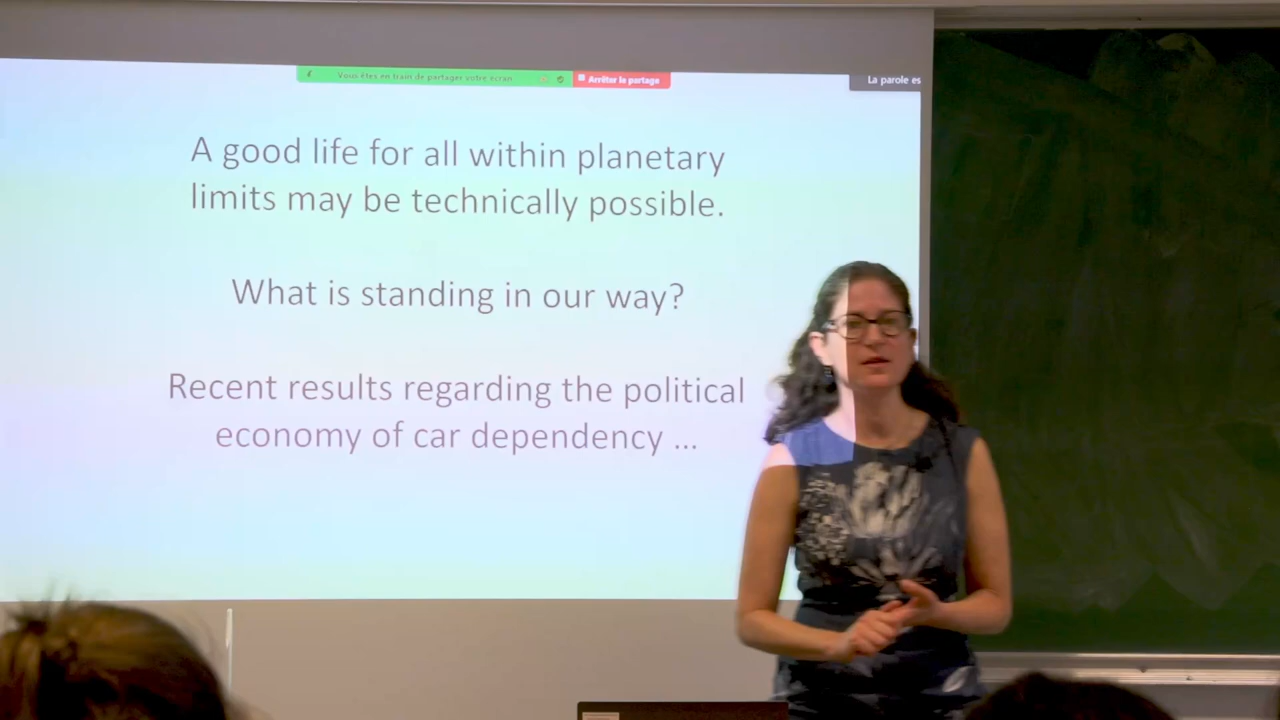 Vous êtes en train de partager votre écran
Arrêter le partage
La parole es
A good life for all within planetary
limits may be technically possible.
What is standing in our way?
Recent results regarding the political
economy of car dependency ...